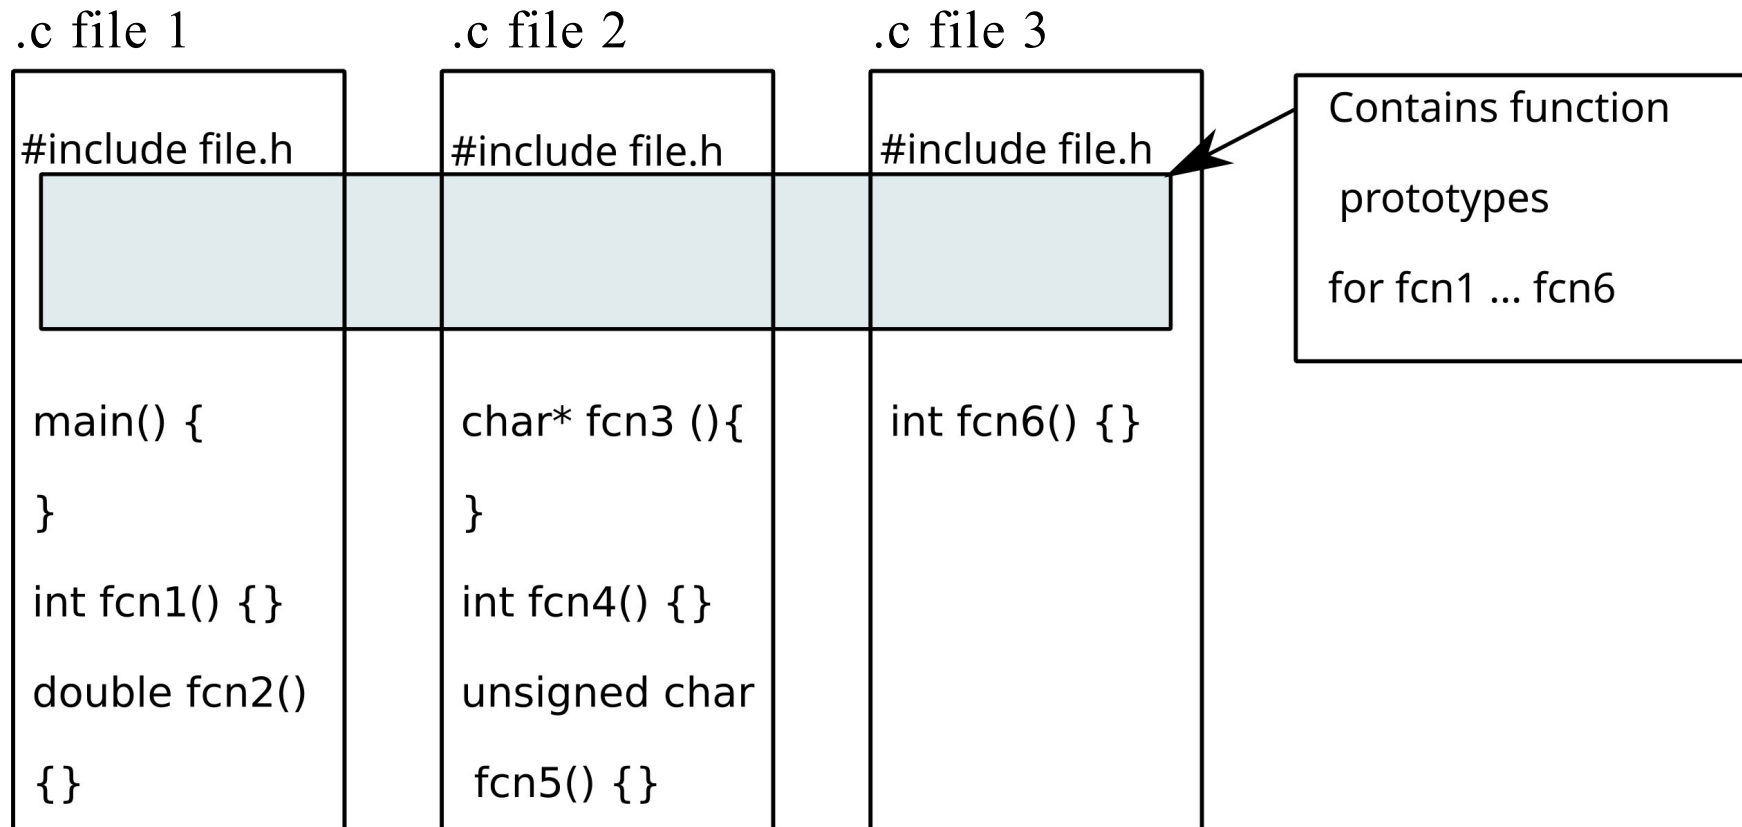 .c file 1
#include file.h
main() {
}
int fcn1() {}
double fcn2()
{}
.c file 2
#include file.h
char* fcn3 (){
}
int fcn4() {}
unsigned char
fcn5() {}
.c file 3
#include file.h
int fcn6() {}
Contains function
prototypes
for fcn1 ... fcn6